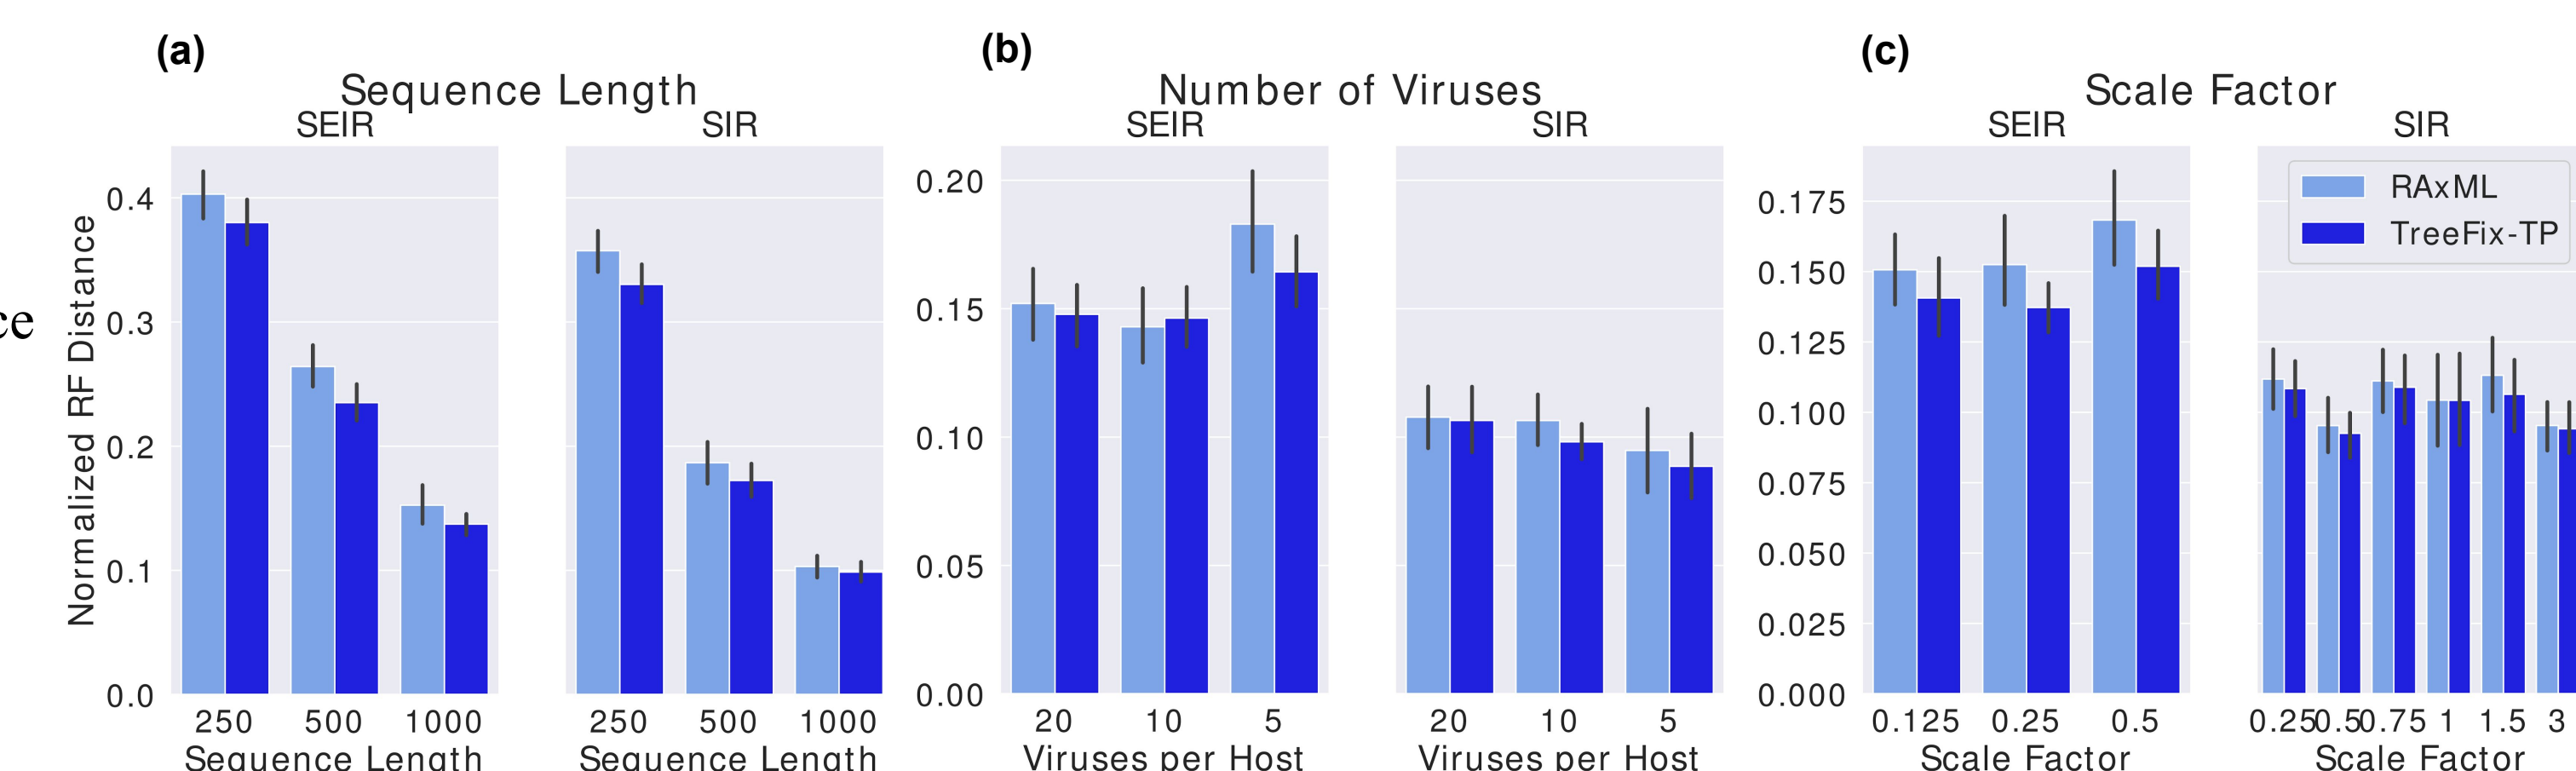 (a)
Sequence Length
SEIR
SIR
Normalized RF Distance
0.4
0.3
0.2
0.1
0.0
250 500 1000
Sequence Length
250 500 1000
Sequence Length
(b)
Number of Viruses
SEIR
SIR
0.20
0.15
0.10
0.05
0.00
20 10 5
Viruses per Host
20 10 5
Viruses per Host
(c)
Scale Factor
SEIR
SIR
RAxML
TreeFix-TP
0.175
0.150
0.125
0.100
0.075
0.050
0.025
0.000
0.125 0.25 0.5
Scale Factor
0.25 0.5 0.75 1 1.5 3
Scale Factor